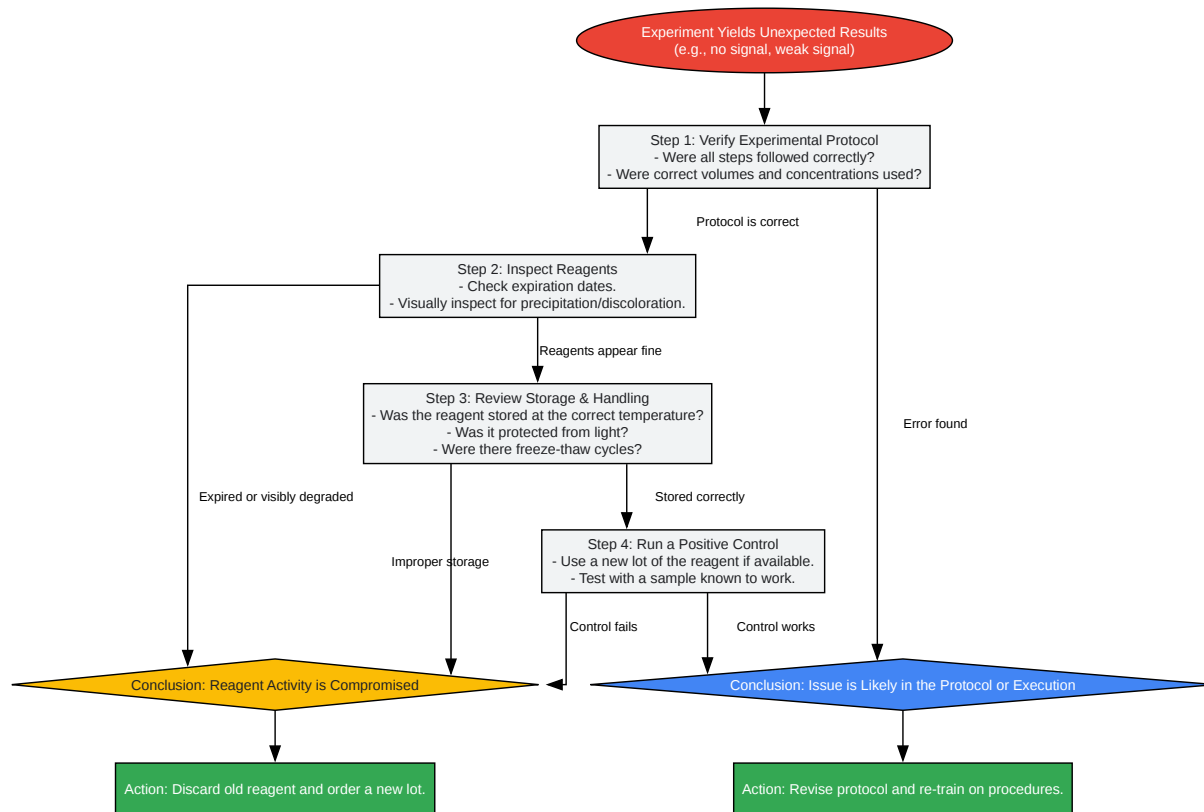 Experiment Yields Unexpected Results
(e.g., no signal, weak signal)
Step 1: Verify Experimental Protocol
- Were all steps followed correctly?
- Were correct volumes and concentrations used?
Protocol is correct
Step 2: Inspect Reagents
- Check expiration dates.
- Visually inspect for precipitation/discoloration.
Reagents appear fine
Step 3: Review Storage & Handling
- Was the reagent stored at the correct temperature?
- Was it protected from light?
- Were there freeze-thaw cycles?
Error found
Expired or visibly degraded
Stored correctly
Step 4: Run a Positive Control
- Use a new lot of the reagent if available.
- Test with a sample known to work.
Improper storage
Control fails
Control works
Conclusion: Reagent Activity is Compromised
Conclusion: Issue is Likely in the Protocol or Execution
Action: Discard old reagent and order a new lot.
Action: Revise protocol and re-train on procedures.